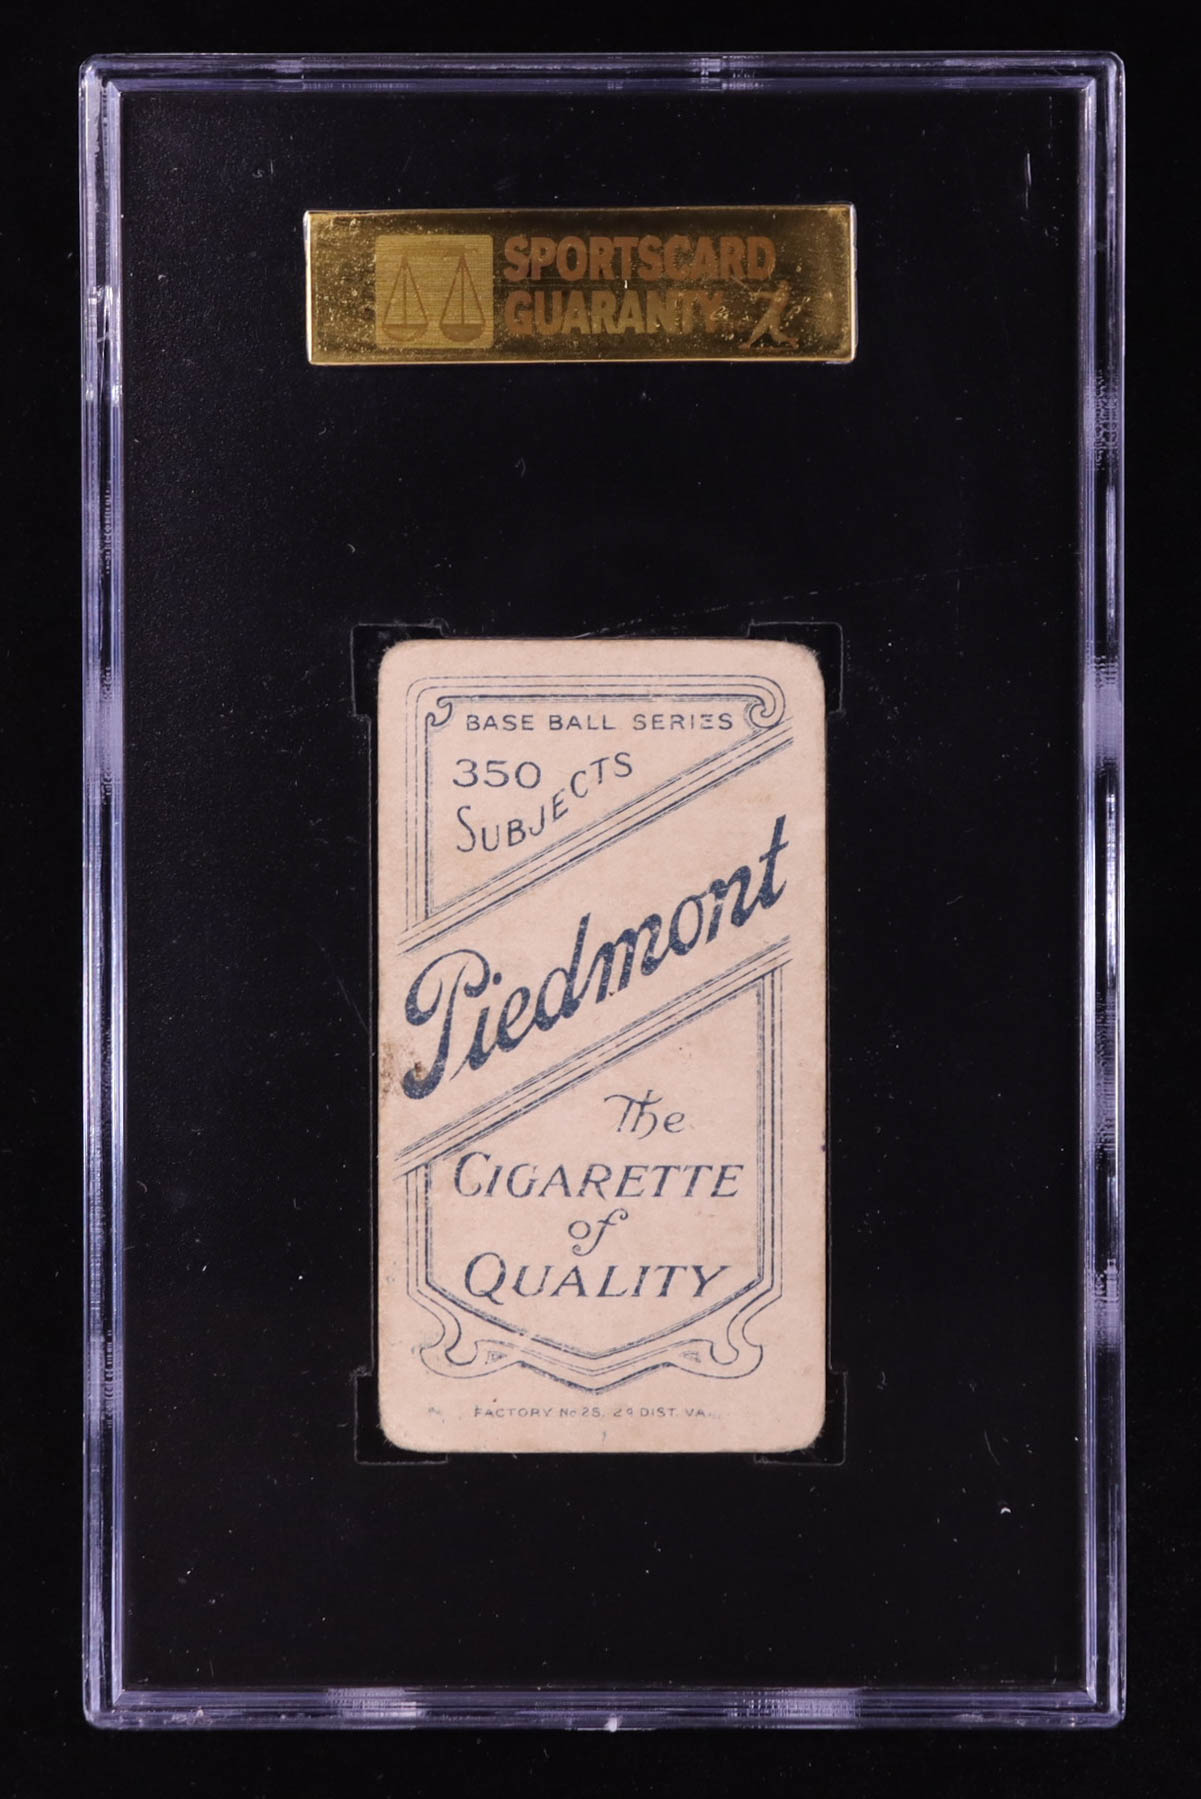 SPORTSCARD
GUARANTY
BASE BALL SERIES
350
SUBJECTS
Piedmont
The
CIGARETTE
of
QUALITY
FACTORY No 25, 2d DIST. VA.